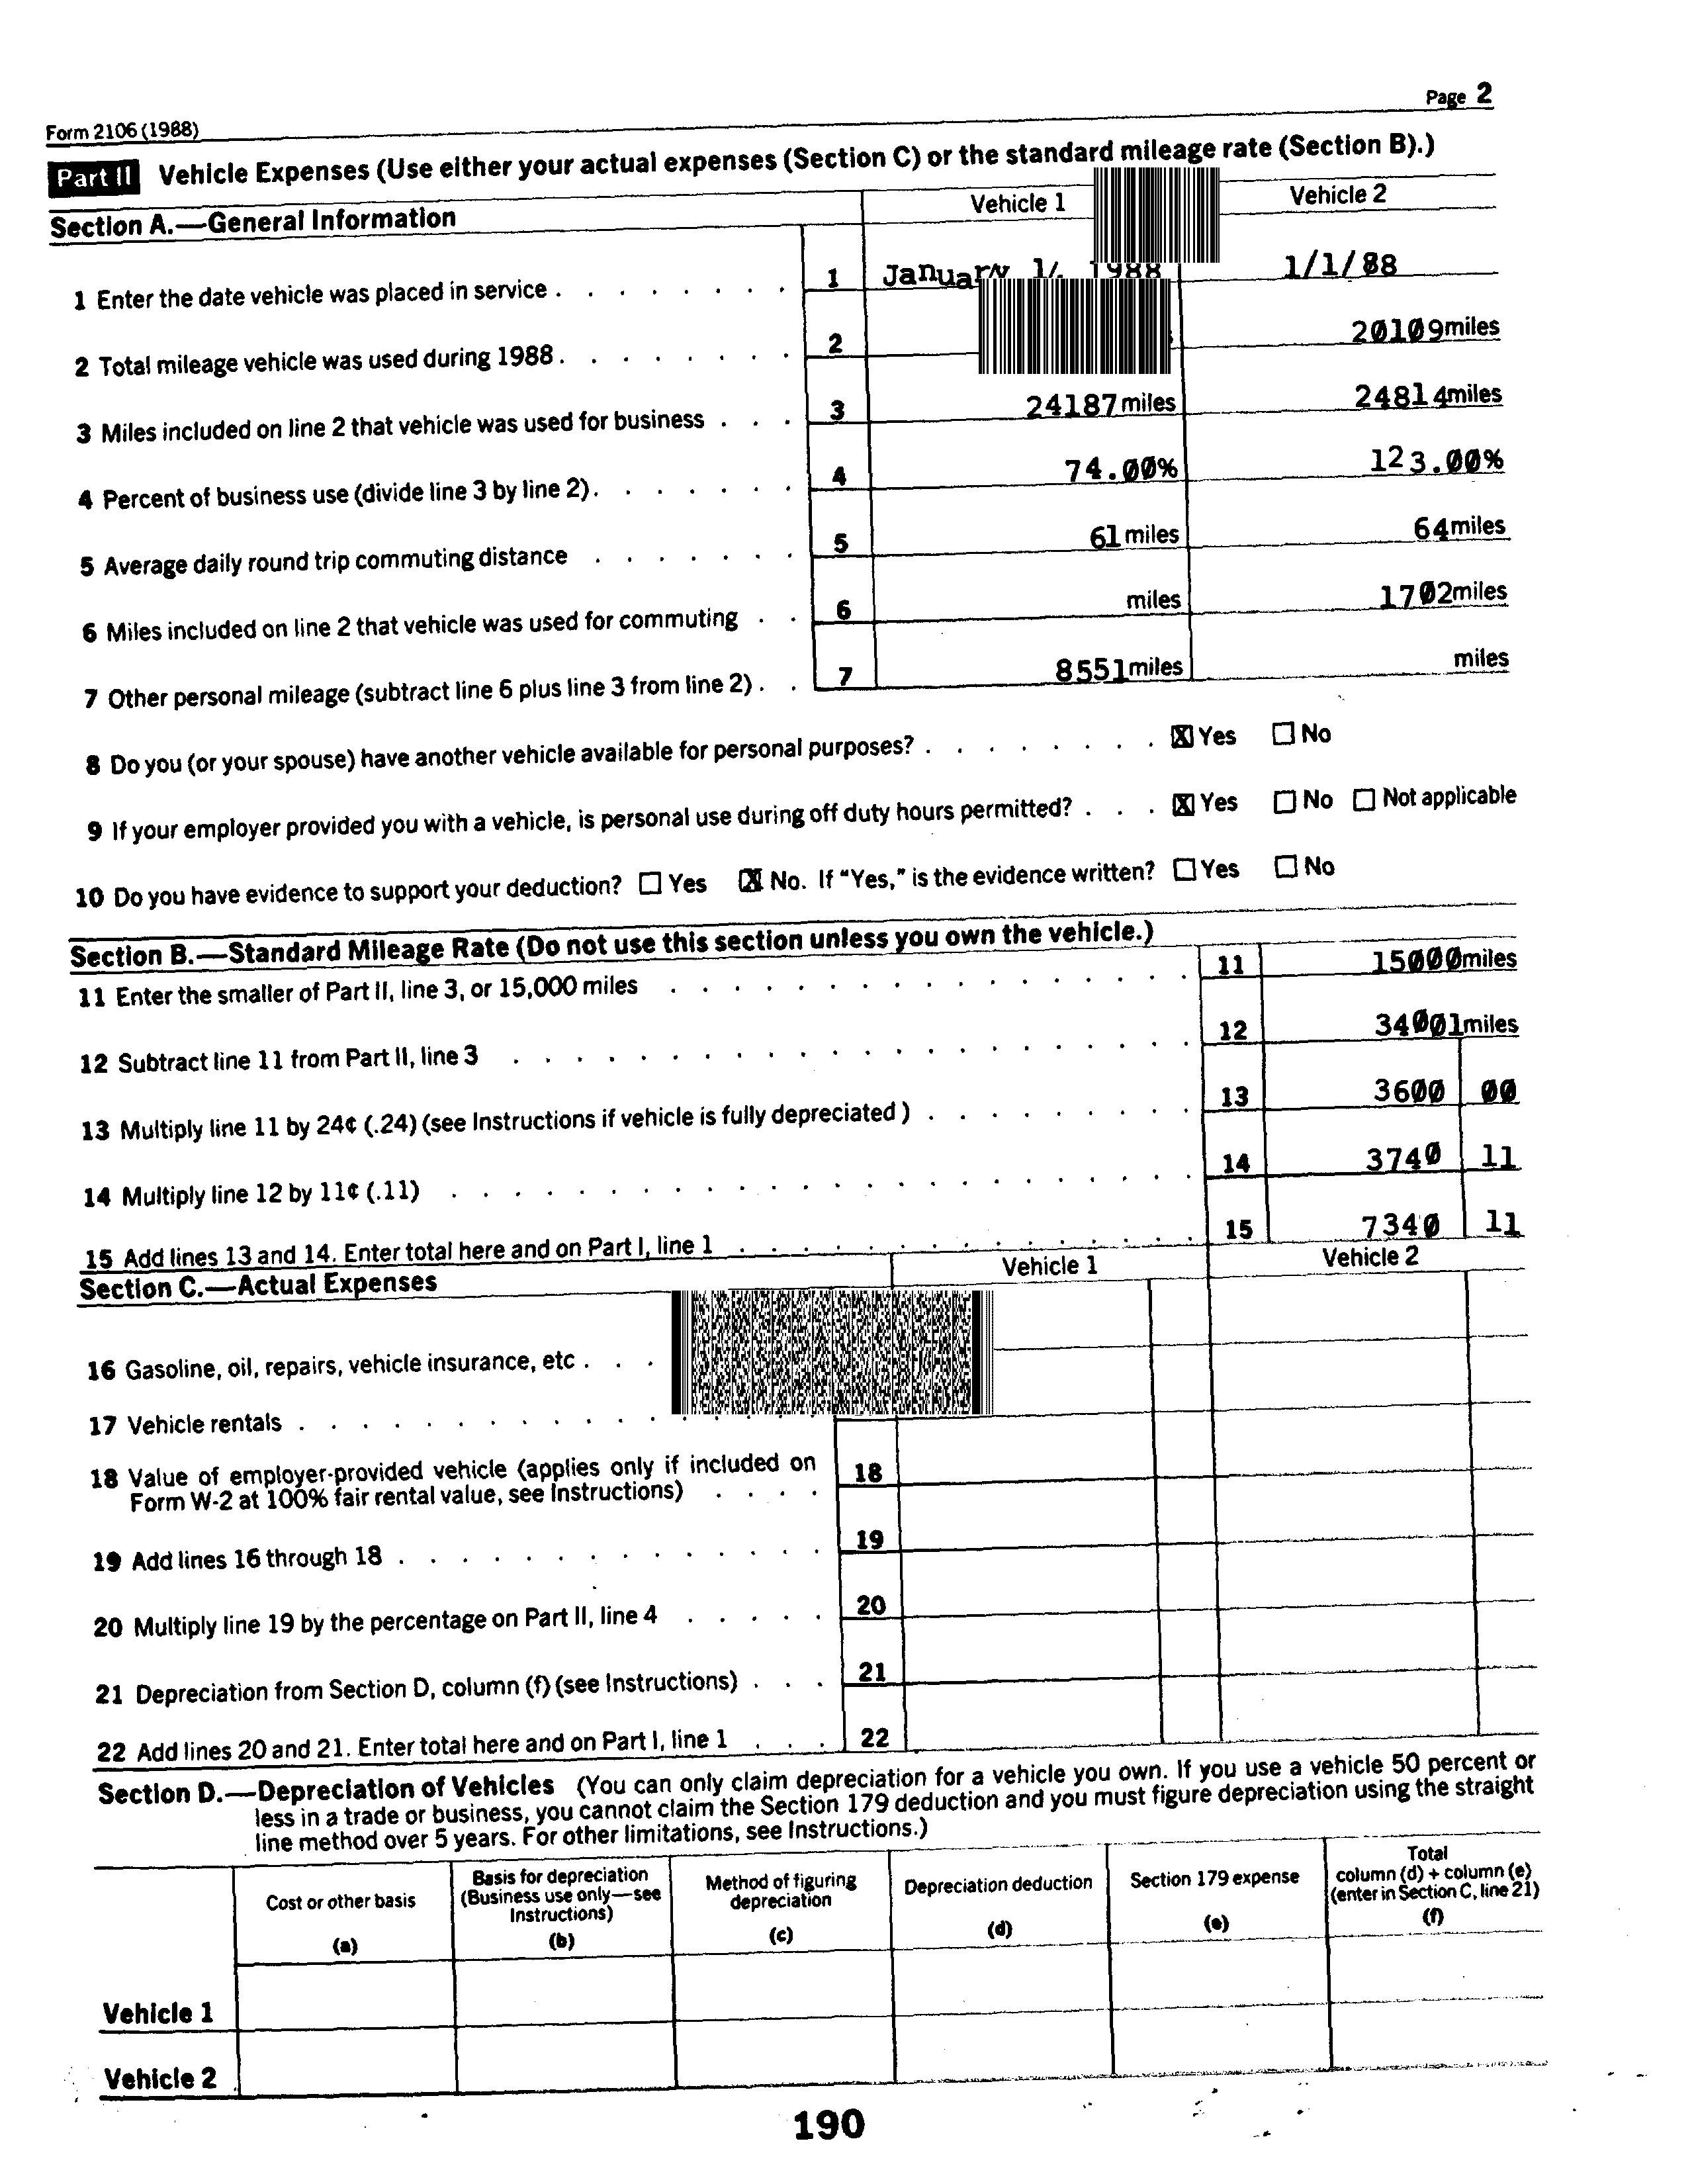 Form 2106 (1988) Page 2
Part II Vehicle Expenses (Use either your actual expenses (Section C) or the standard mileage rate (Section B).)
Section A.—General Information Vehicle 1 Vehicle 2
1 Enter the date vehicle was placed in service . . . . . . . . 1 January 1, 1988 1/1/88
2 Total mileage vehicle was used during 1988 . . . . . . . . 2 20109 miles
3 Miles included on line 2 that vehicle was used for business . . . 3 24187 miles 24814 miles
4 Percent of business use (divide line 3 by line 2) . . . . . . . 4 74.00% 123.00%
5 Average daily round trip commuting distance . . . . . . . 5 61 miles 64 miles
6 Miles included on line 2 that vehicle was used for commuting . . 6 miles 1702 miles
7 Other personal mileage (subtract line 6 plus line 3 from line 2) . . 7 8551 miles miles
8 Do you (or your spouse) have another vehicle available for personal purposes? . . . . . . . . X Yes No
9 If your employer provided you with a vehicle, is personal use during off duty hours permitted? . . . X Yes No Not applicable
10 Do you have evidence to support your deduction? Yes X No. If "Yes," is the evidence written? Yes No
Section B.—Standard Mileage Rate (Do not use this section unless you own the vehicle.)
11 Enter the smaller of Part II, line 3, or 15,000 miles . . . . . . . . . . . . . . . . . 11 15000 miles
12 Subtract line 11 from Part II, line 3 . . . . . . . . . . . . . . . . . . . . . . 12 34001 miles
13 Multiply line 11 by 24¢ (.24) (see Instructions if vehicle is fully depreciated) . . . . . . . . . 13 3600 00
14 Multiply line 12 by 11¢ (.11) . . . . . . . . . . . . . . . . . . . . . . . 14 3740 11
15 Add lines 13 and 14. Enter total here and on Part I, line 1 . . . . . . . . . . . . . . . 15 7340 11
Section C.—Actual Expenses Vehicle 1 Vehicle 2
16 Gasoline, oil, repairs, vehicle insurance, etc . . .
17 Vehicle rentals . . . . . . . . . . . . . .
18 Value of employer-provided vehicle (applies only if included on
Form W-2 at 100% fair rental value, see Instructions) . . . . 18
19 Add lines 16 through 18 . . . . . . . . . . . . . . 19
20 Multiply line 19 by the percentage on Part II, line 4 . . . . . 20
21 Depreciation from Section D, column (f) (see Instructions) . . . 21
22 Add lines 20 and 21. Enter total here and on Part I, line 1 . . . 22
Section D.—Depreciation of Vehicles (You can only claim depreciation for a vehicle you own. If you use a vehicle 50 percent or
less in a trade or business, you cannot claim the Section 179 deduction and you must figure depreciation using the straight
line method over 5 years. For other limitations, see Instructions.)
Cost or other basis
(a)
Basis for depreciation
(Business use only—see
Instructions)
(b)
Method of figuring
depreciation
(c)
Depreciation deduction
(d)
Section 179 expense
(e)
Total
column (d) + column (e)
(enter in Section C, line 21)
(f)
Vehicle 1
Vehicle 2
190